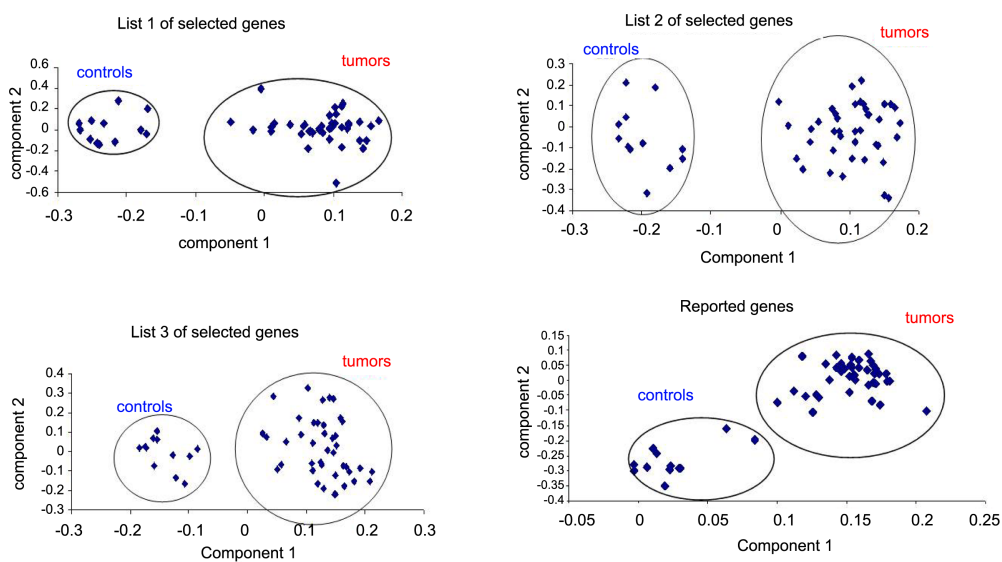 List 1 of selected genes
controls
tumors
component 2
0.6
0.4
0.2
0
-0.2
-0.4
-0.6
-0.3 -0.2 -0.1 0 0.1 0.2
component 1
List 2 of selected genes
controls
tumors
component 2
0.3
0.2
0.1
0
-0.1
-0.2
-0.3
-0.4
-0.3 -0.2 -0.1 0 0.1 0.2
Component 1
List 3 of selected genes
controls
tumors
component 2
0.4
0.3
0.2
0.1
0
-0.1
-0.2
-0.3
-0.3 -0.2 -0.1 0 0.1 0.2 0.3
Component 1
Reported genes
controls
tumors
component 2
0.15
0.1
0.05
0
-0.05
-0.1
-0.15
-0.2
-0.25
-0.3
-0.35
-0.4
-0.05 0 0.05 0.1 0.15 0.2 0.25
Component 1